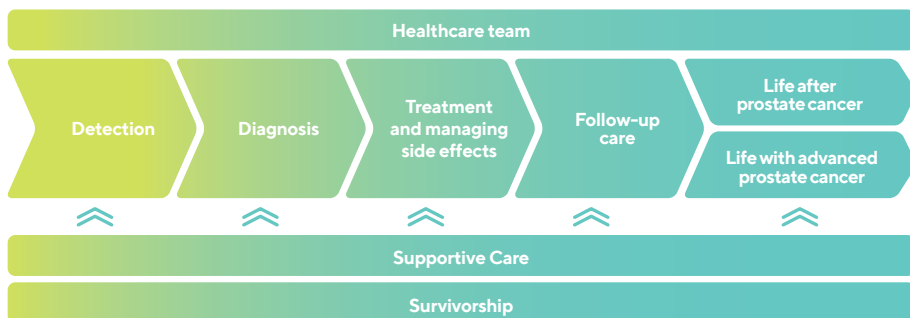 Healthcare team
Detection
Diagnosis
Treatment
and managing
side effects
Follow-up
care
Life after
prostate cancer
Life with advanced
prostate cancer
Supportive Care
Survivorship